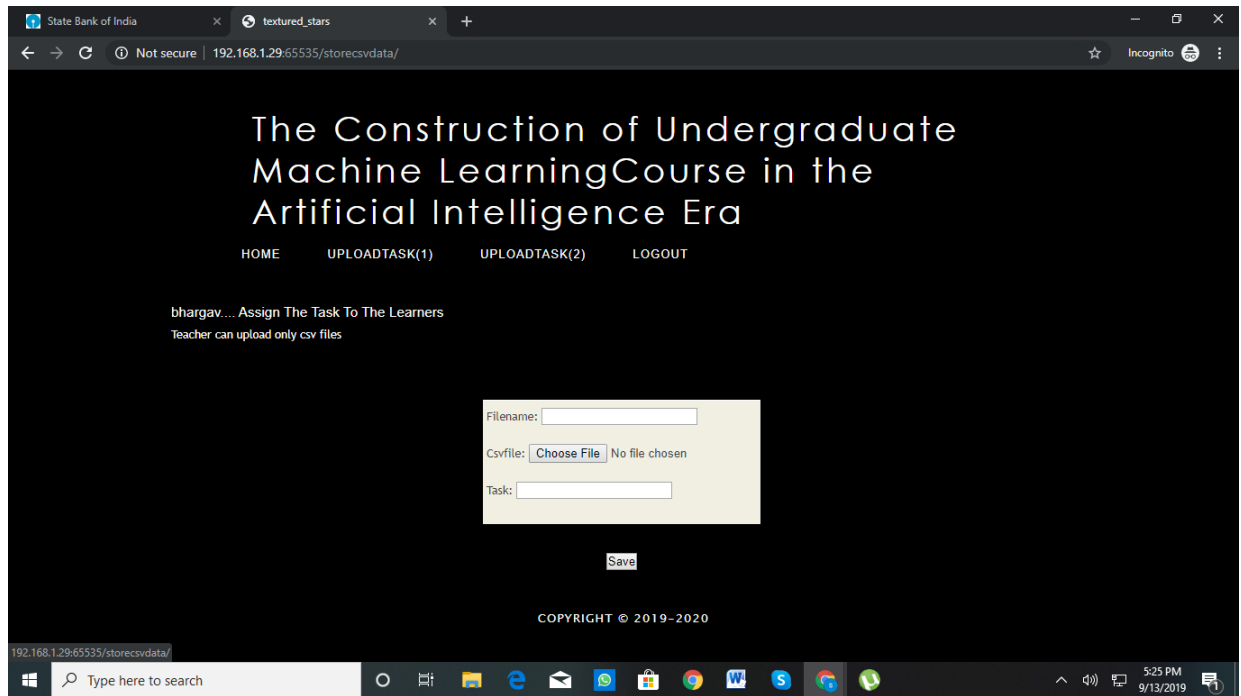 State Bank of India
textured_stars
Not secure | 192.168.1.29:65535/storecsvdata/
Incognito
The Construction of Undergraduate
Machine LearningCourse in the
Artificial Intelligence Era
HOME UPLOADTASK(1) UPLOADTASK(2) LOGOUT
bhargav.... Assign The Task To The Learners
Teacher can upload only csv files
Filename:
Csvfile: Choose File No file chosen
Task:
Save
COPYRIGHT © 2019-2020
192.168.1.29:65535/storecsvdata/
Type here to search
5:25 PM
9/13/2019